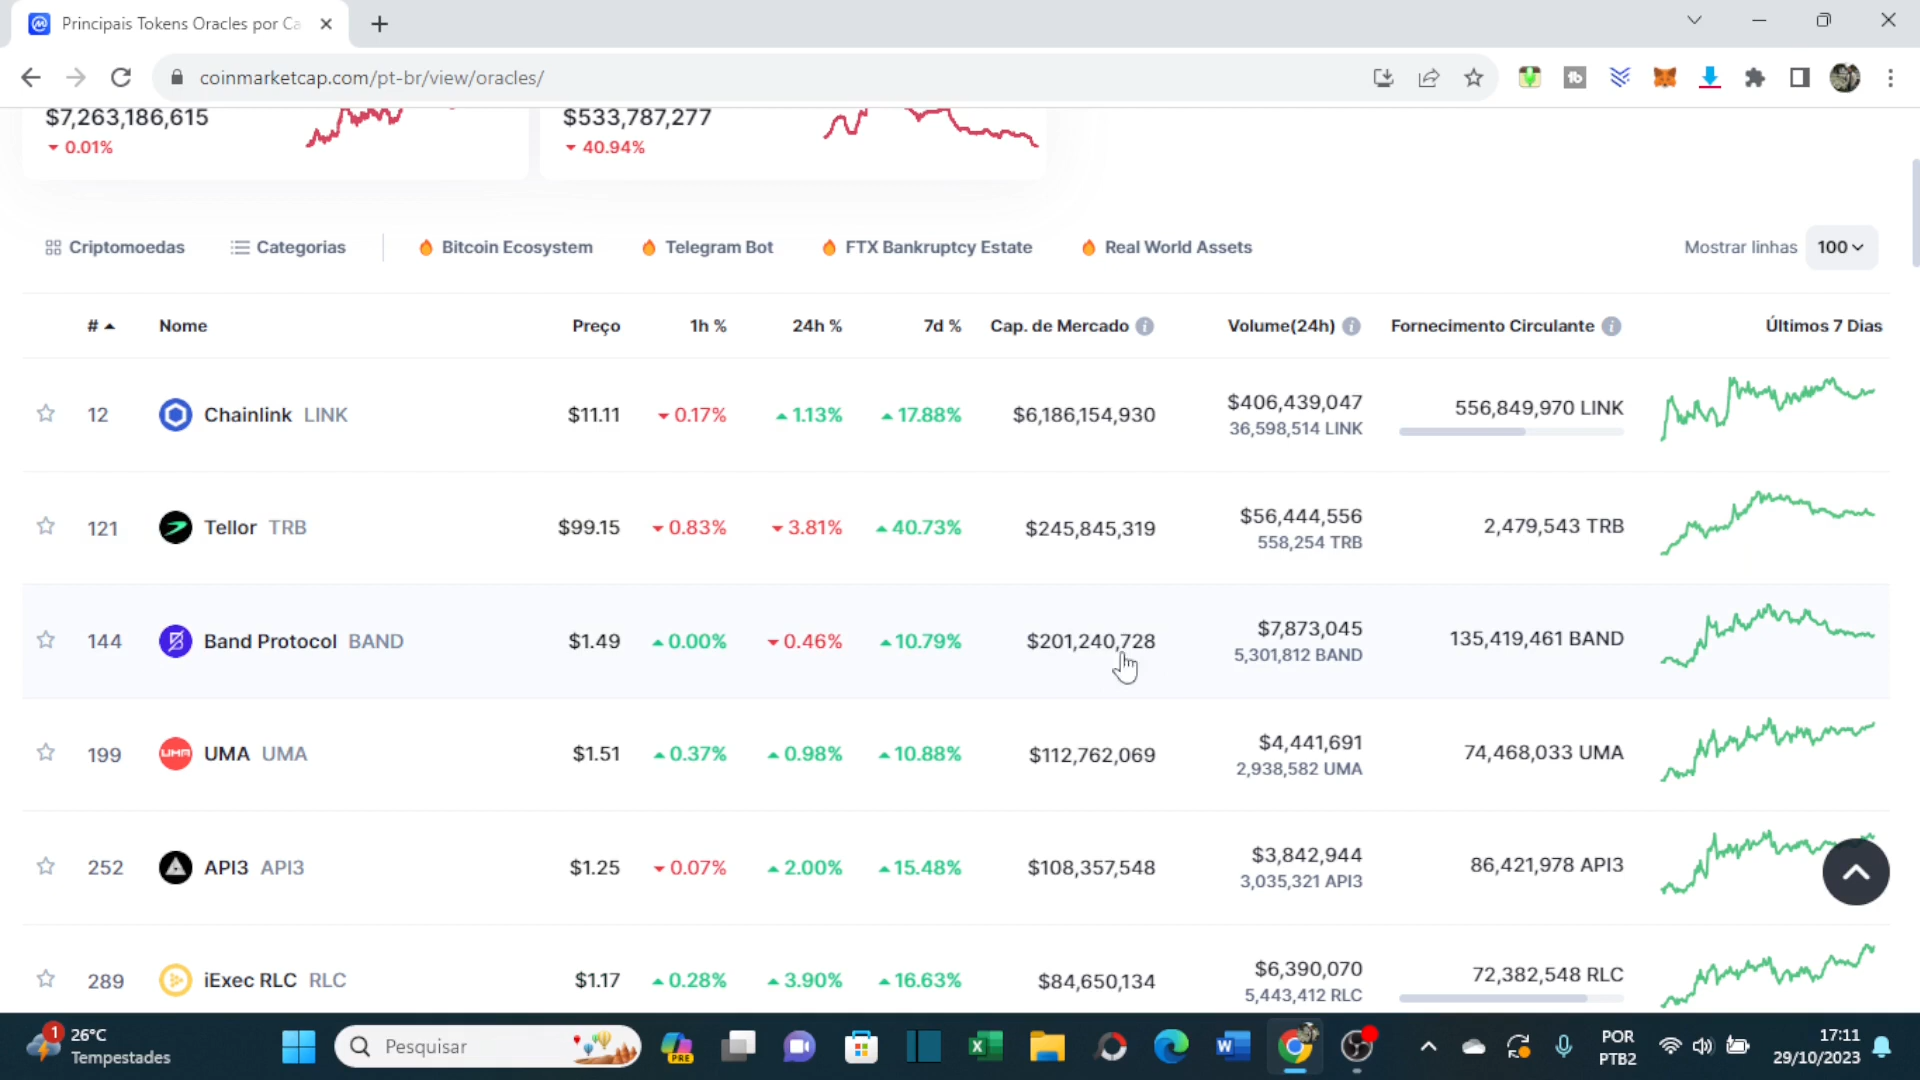 Principais Tokens Oracles por Ca
coinmarketcap.com/pt-br/view/oracles/
$7,263,186,615
0.01%
$533,787,277
40.94%
Criptomoedas
Categorias
Bitcoin Ecosystem
Telegram Bot
FTX Bankruptcy Estate
Real World Assets
Mostrar linhas
100
# Nome Preço 1h % 24h % 7d % Cap. de Mercado Volume(24h) Fornecimento Circulante Últimos 7 Dias
12 Chainlink LINK $11.11 0.17% 1.13% 17.88% $6,186,154,930 $406,439,047 556,849,970 LINK
36,598,514 LINK
121 Tellor TRB $99.15 0.83% 3.81% 40.73% $245,845,319 $56,444,556 2,479,543 TRB
558,254 TRB
144 Band Protocol BAND $1.49 0.00% 0.46% 10.79% $201,240,728 $7,873,045 135,419,461 BAND
5,301,812 BAND
199 UMA UMA UMA $1.51 0.37% 0.98% 10.88% $112,762,069 $4,441,691 74,468,033 UMA
2,938,582 UMA
252 API3 API3 $1.25 0.07% 2.00% 15.48% $108,357,548 $3,842,944 86,421,978 API3
3,035,321 API3
289 iExec RLC RLC $1.17 0.28% 3.90% 16.63% $84,650,134 $6,390,070 72,382,548 RLC
5,443,412 RLC
1
26°C
Tempestades
Pesquisar
PRE
POR
PTB2
17:11
29/10/2023